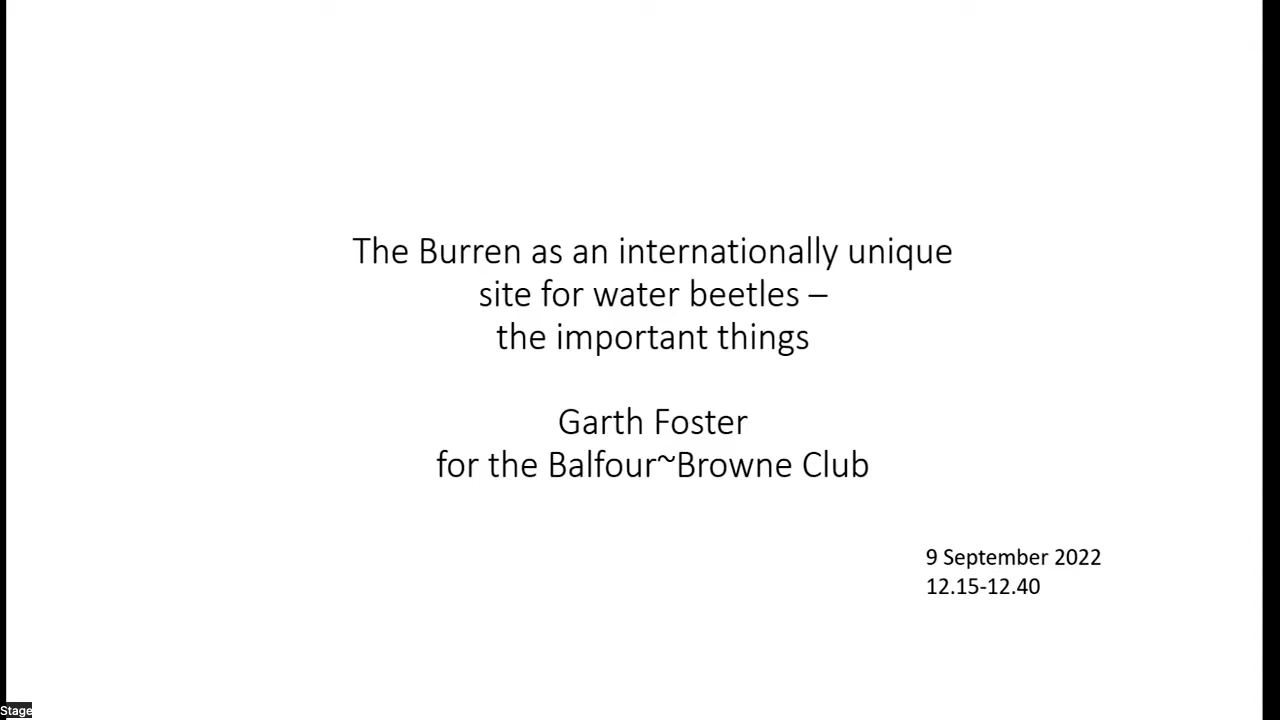 The Burren as an internationally unique
site for water beetles –
the important things
Garth Foster
for the Balfour~Browne Club
9 September 2022
12.15-12.40
Stage